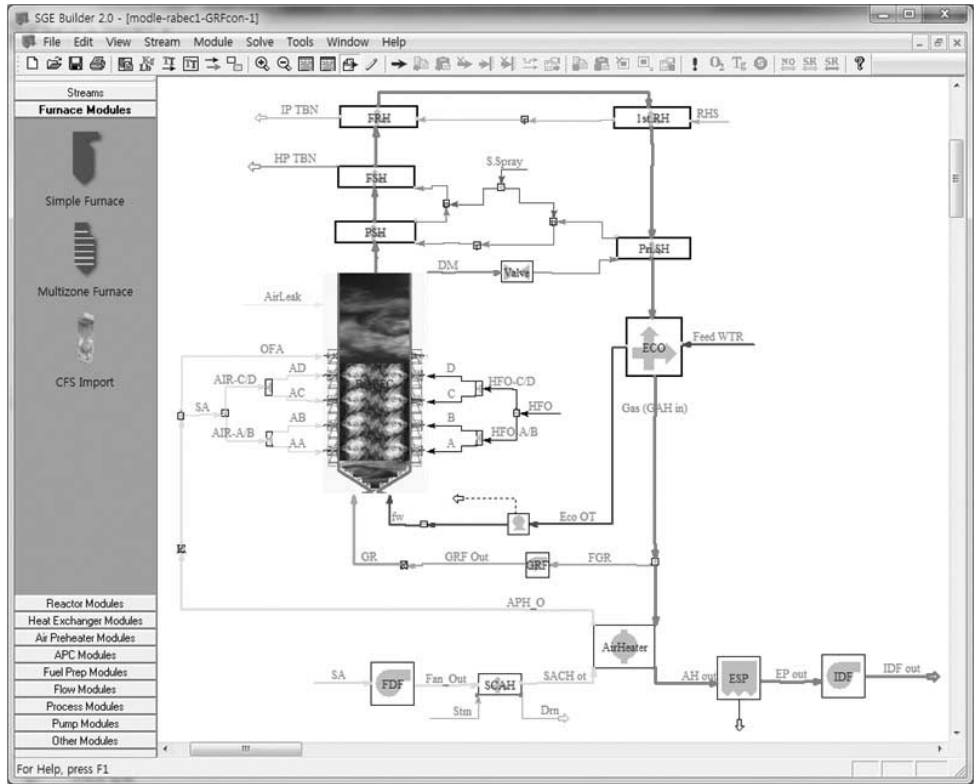 SGE Builder 2.0 - [modle-rabec1-GRFcon-1]
File Edit View Stream Module Solve Tools Window Help
NO SR SR
Streams
Furnace Modules
Simple Furnace
Multizone Furnace
CFS Import
Reactor Modules
Heat Exchanger Modules
Air Preheater Modules
APC Modules
Fuel Prep Modules
Flow Modules
Process Modules
Pump Modules
Other Modules
IP TBN
FRH
1st RH
RHS
HP TBN
FSH
S.Spray
PSH
Pri.SH
DM
Valve
AirLeak
OFA
ECO
Feed WTR
AD
D
AIR-C/D
HFO-C/D
AC
C
SA
HFO
Gas (GAH in)
AB
B
AIR-A/B
HFO-A/B
AA
A
fw
Eco OT
GR
GRF Out
GRF
FGR
APH_O
AirHeater
SA
FDF
Fan_Out
SCAH
SACH ot
AH out
ESP
EP out
IDF
IDF out
Stm
Drn
For Help, press F1